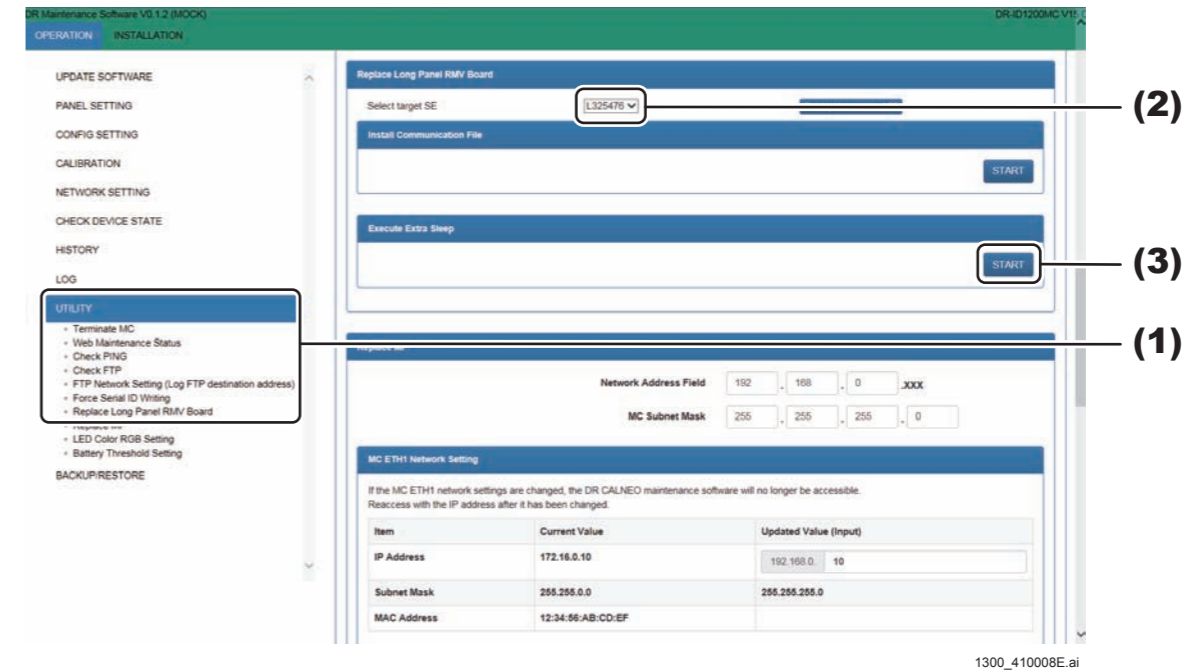 DR Maintenance Software V0.1.2 (MOCK)
DR-ID1200MC V15.0
OPERATION INSTALLATION
UPDATE SOFTWARE
PANEL SETTING
CONFIG SETTING
CALIBRATION
NETWORK SETTING
CHECK DEVICE STATE
HISTORY
LOG
UTILITY
Terminate MC
Web Maintenance Status
Check PING
Check FTP
FTP Network Setting (Log FTP destination address)
Force Serial ID Writing
Replace Long Panel RMV Board
LED Color RGB Setting
Battery Threshold Setting
BACKUP/RESTORE
Replace Long Panel RMV Board
Select target SE L325476
Install Communication File
START
Execute Extra Sleep
START
Network Address Field 192 . 168 . 0 .xxx
MC Subnet Mask 255 . 255 . 255 . 0
MC ETH1 Network Setting
If the MC ETH1 network settings are changed, the DR CALNEO maintenance software will no longer be accessible.
Reaccess with the IP address after it has been changed.
Item Current Value Updated Value (Input)
IP Address 172.16.0.10 192.168.0. 10
Subnet Mask 255.255.0.0 255.255.255.0
MAC Address 12:34:56:AB:CD:EF
(2)
(3)
(1)
1300_410008E.ai